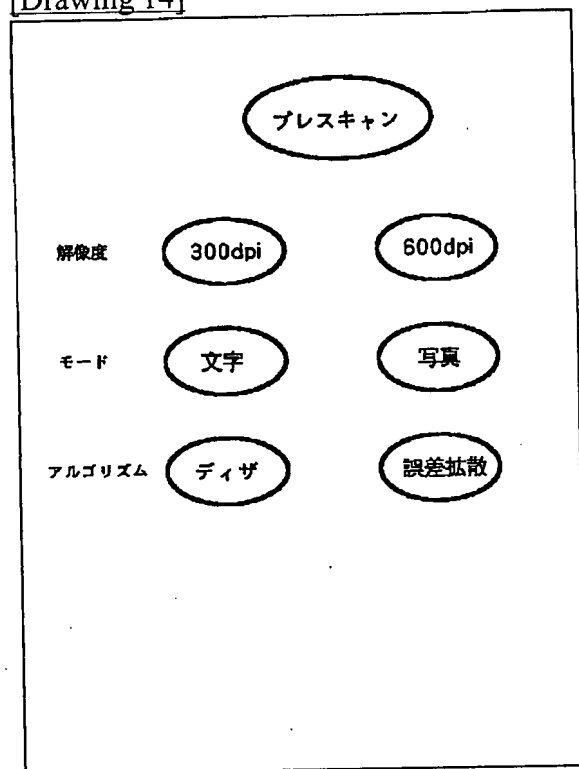 [Drawing 14]
プレスキャン
解像度 300dpi 600dpi
モード 文字 写真
アルゴリズム ディザ 誤差拡散